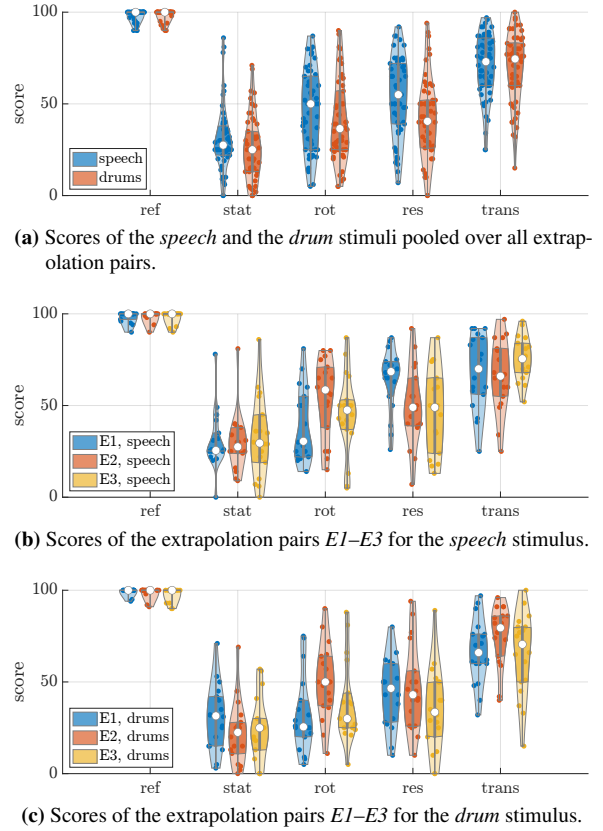 100
50
0
score
speech
drums
ref
stat
rot
res
trans
(a) Scores of the speech and the drum stimuli pooled over all extrap-
olation pairs.
100
50
0
score
E1, speech
E2, speech
E3, speech
ref
stat
rot
res
trans
(b) Scores of the extrapolation pairs E1–E3 for the speech stimulus.
100
50
0
score
E1, drums
E2, drums
E3, drums
ref
stat
rot
res
trans
(c) Scores of the extrapolation pairs E1–E3 for the drum stimulus.